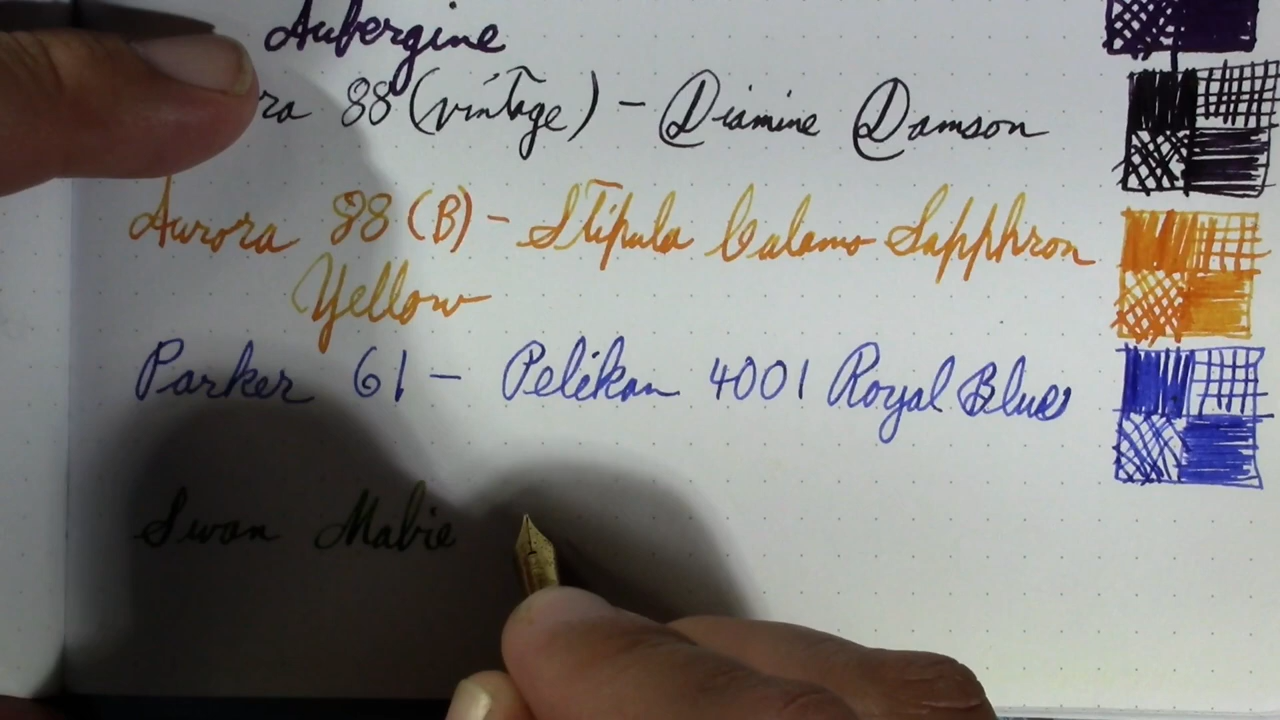 Aubergine
ra 88 (vintage) - Diamine Damson
Aurora 88 (B) - Stipula Calamo Sapphron
Yellow
Parker 61 - Pelikan 4001 Royal Blue
Swan Mabie